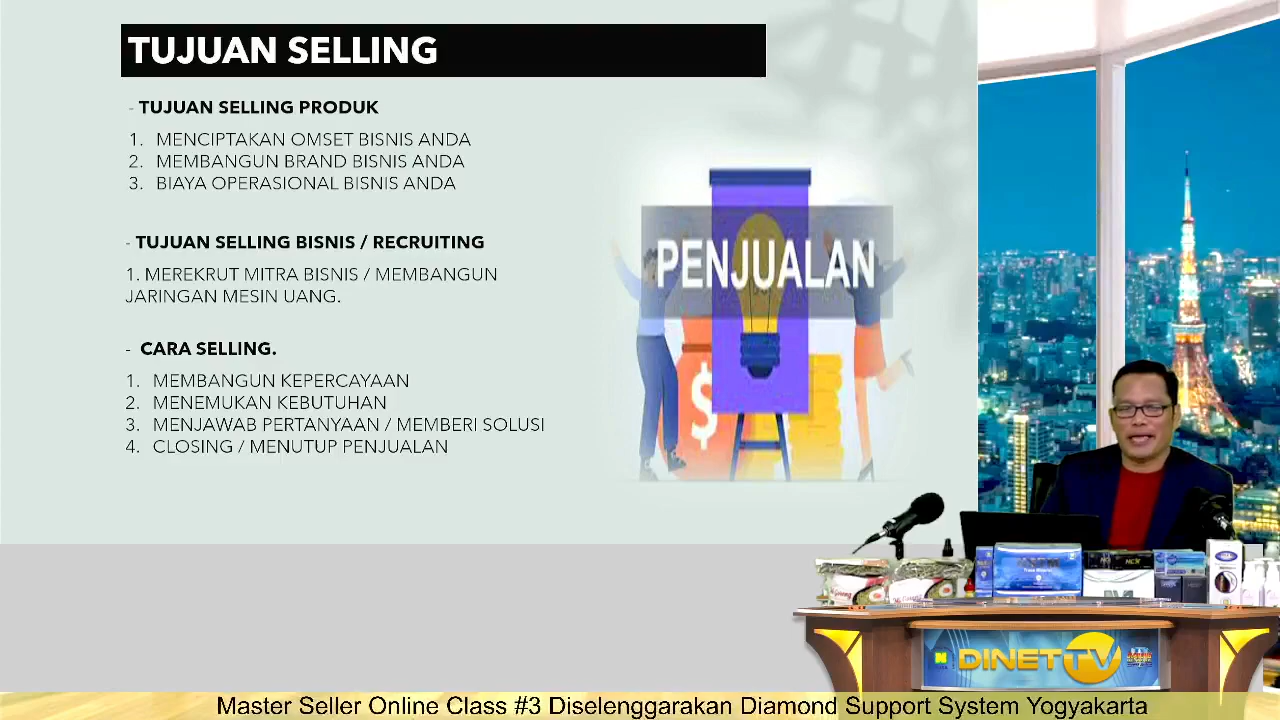 TUJUAN SELLING
- TUJUAN SELLING PRODUK
1. MENCIPTAKAN OMSET BISNIS ANDA
2. MEMBANGUN BRAND BISNIS ANDA
3. BIAYA OPERASIONAL BISNIS ANDA
- TUJUAN SELLING BISNIS / RECRUITING
1. MEREKRUT MITRA BISNIS / MEMBANGUN
JARINGAN MESIN UANG.
- CARA SELLING.
1. MEMBANGUN KEPERCAYAAN
2. MENEMUKAN KEBUTUHAN
3. MENJAWAB PERTANYAAN / MEMBERI SOLUSI
4. CLOSING / MENUTUP PENJUALAN
PENJUALAN
$
DINET TV
Master Seller Online Class #3 Diselenggarakan Diamond Support System Yogyakarta